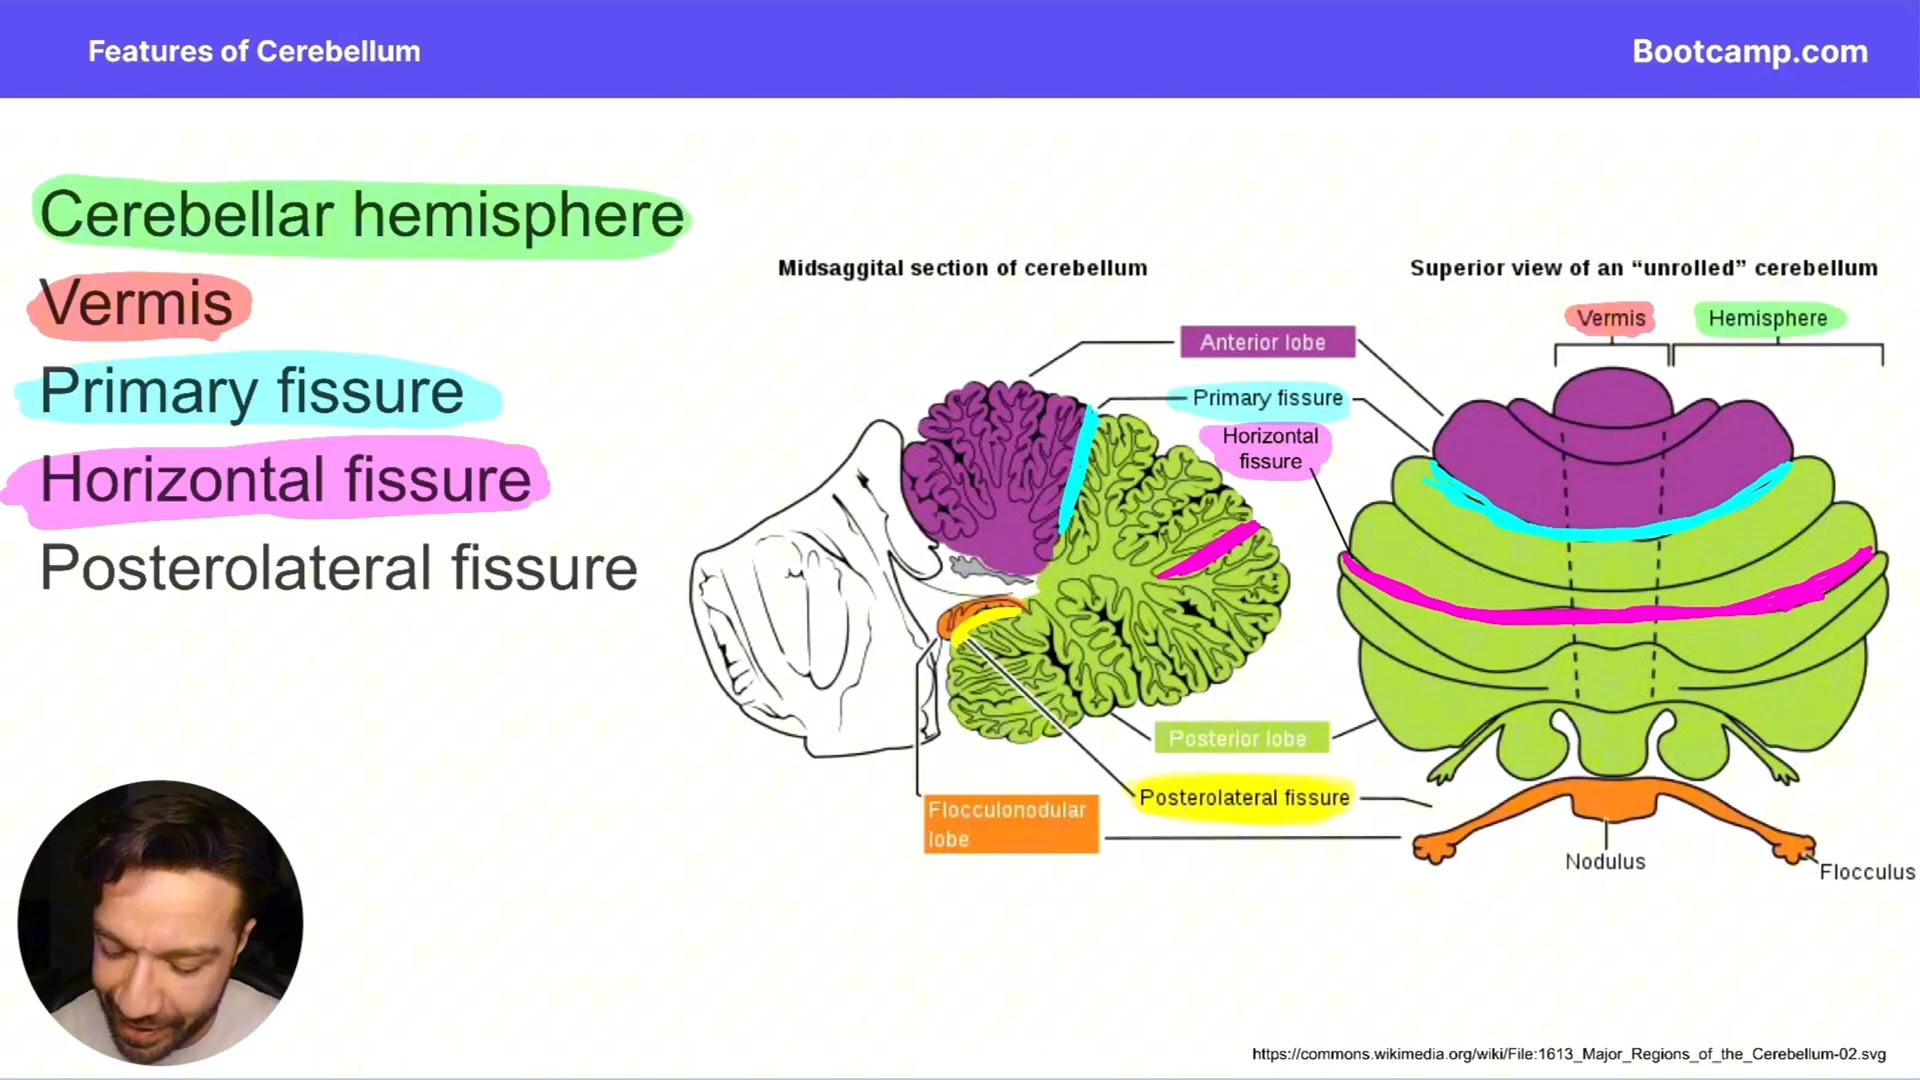 Features of Cerebellum
Bootcamp.com
Cerebellar hemisphere
Vermis
Primary fissure
Horizontal fissure
Posterolateral fissure
Midsaggital section of cerebellum
Superior view of an “unrolled” cerebellum
Vermis
Hemisphere
Anterior lobe
Primary fissure
Horizontal
fissure
Posterior lobe
Posterolateral fissure
Flocculonodular
lobe
Nodulus
Flocculus
https://commons.wikimedia.org/wiki/File:1613_Major_Regions_of_the_Cerebellum-02.svg